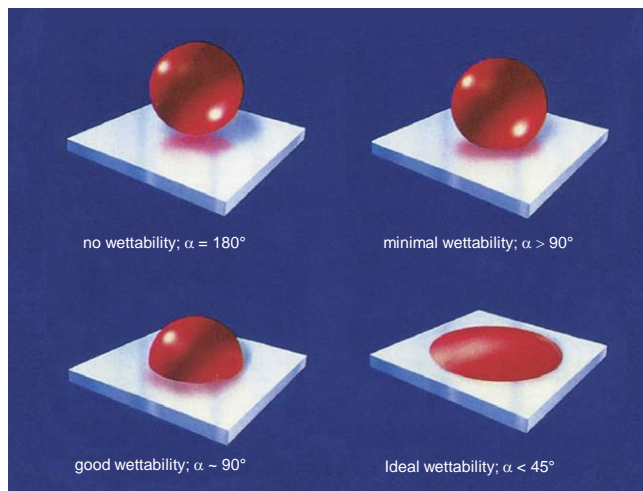 no wettability; α = 180°
minimal wettability; α > 90°
good wettability; α ~ 90°
Ideal wettability; α < 45°